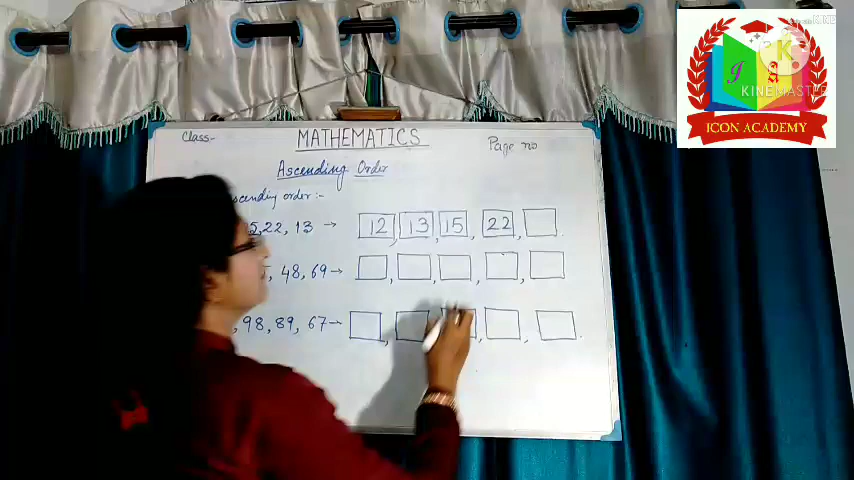 Class- MATHEMATICS Page no
Ascending Order
scending order:-
5,22, 13 → 12, 13, 15, 22,
48, 69→
, 98, 89, 67→
KINEMASTER
ICON ACADEMY